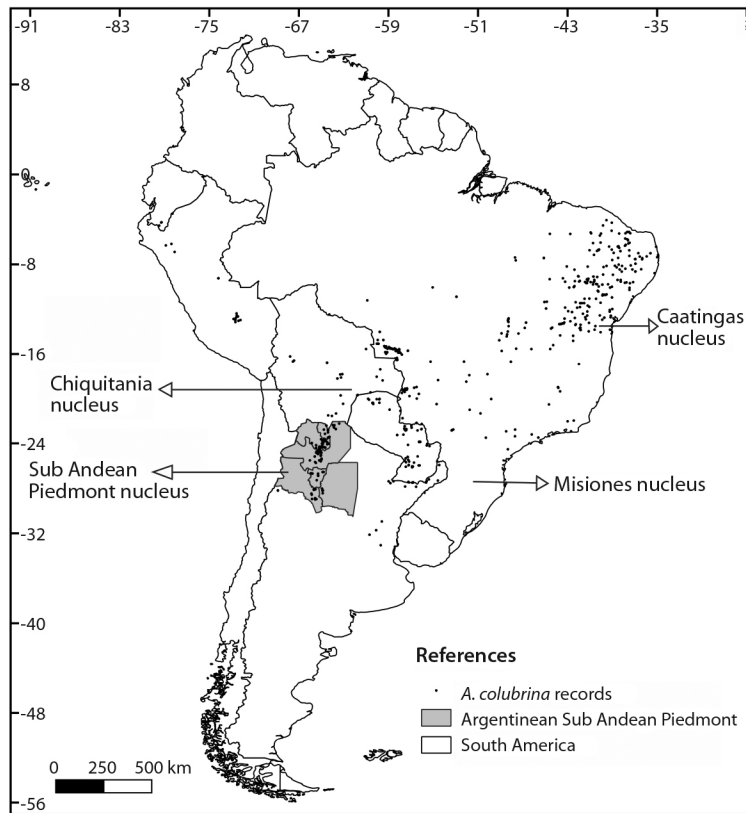 -91 -83 -75 -67 -59 -51 -43 -35
8
0
-8
-16
-24
-32
-40
-48
-56
Caatingas
nucleus
Chiquitania
nucleus
Sub Andean
Piedmont nucleus
Misiones nucleus
References
A. colubrina records
Argentinean Sub Andean Piedmont
South America
0 250 500 km